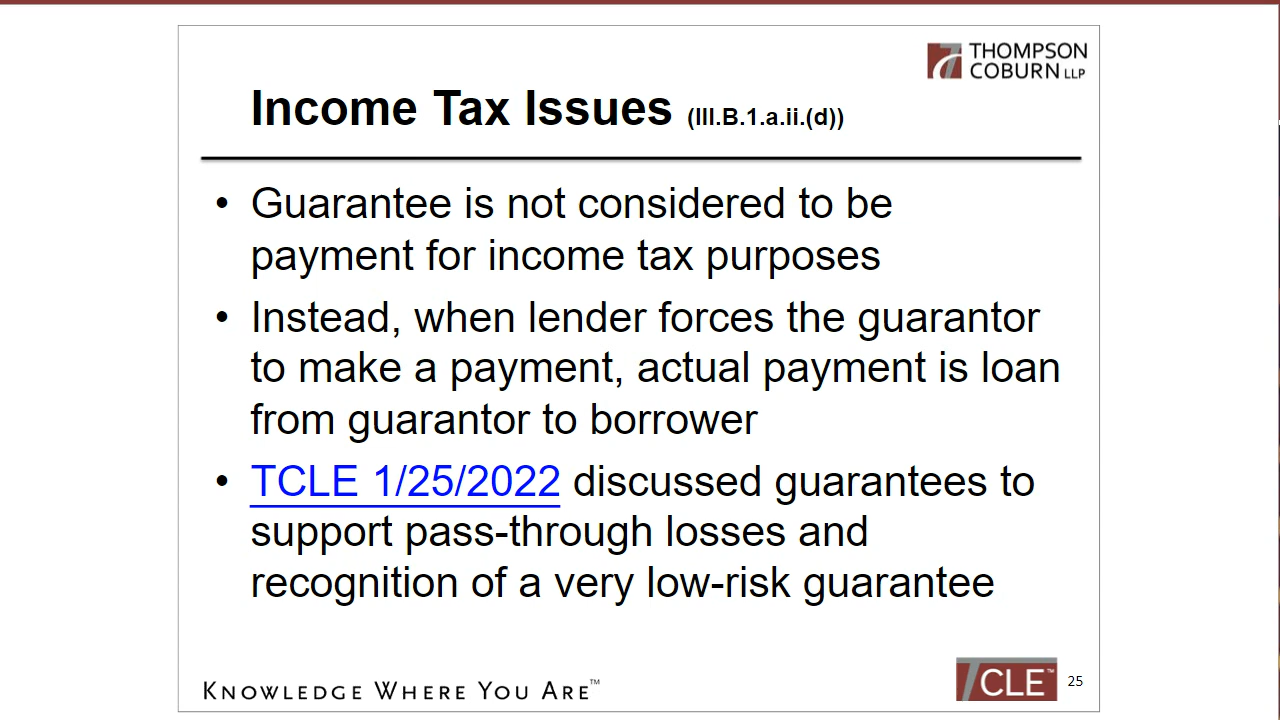 THOMPSON
COBURN LLP
Income Tax Issues (III.B.1.a.ii.(d))
• Guarantee is not considered to be
payment for income tax purposes
• Instead, when lender forces the guarantor
to make a payment, actual payment is loan
from guarantor to borrower
• TCLE 1/25/2022 discussed guarantees to
support pass-through losses and
recognition of a very low-risk guarantee
KNOWLEDGE WHERE YOU ARE™
TCLE™ 25